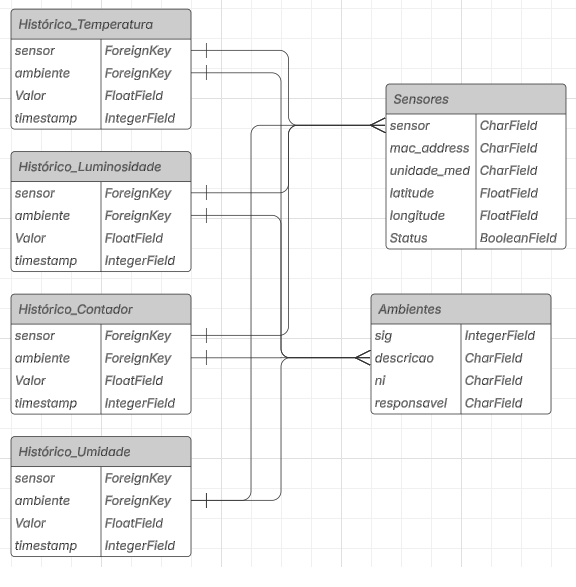 Histórico_Temperatura
sensor ForeignKey
ambiente ForeignKey
Valor FloatField
timestamp IntegerField
Histórico_Luminosidade
sensor ForeignKey
ambiente ForeignKey
Valor FloatField
timestamp IntegerField
Histórico_Contador
sensor ForeignKey
ambiente ForeignKey
Valor FloatField
timestamp IntegerField
Histórico_Umidade
sensor ForeignKey
ambiente ForeignKey
Valor FloatField
timestamp IntegerField
Sensores
sensor CharField
mac_address CharField
unidade_med CharField
latitude FloatField
longitude FloatField
Status BooleanField
Ambientes
sig IntegerField
descricao CharField
ni CharField
responsavel CharField